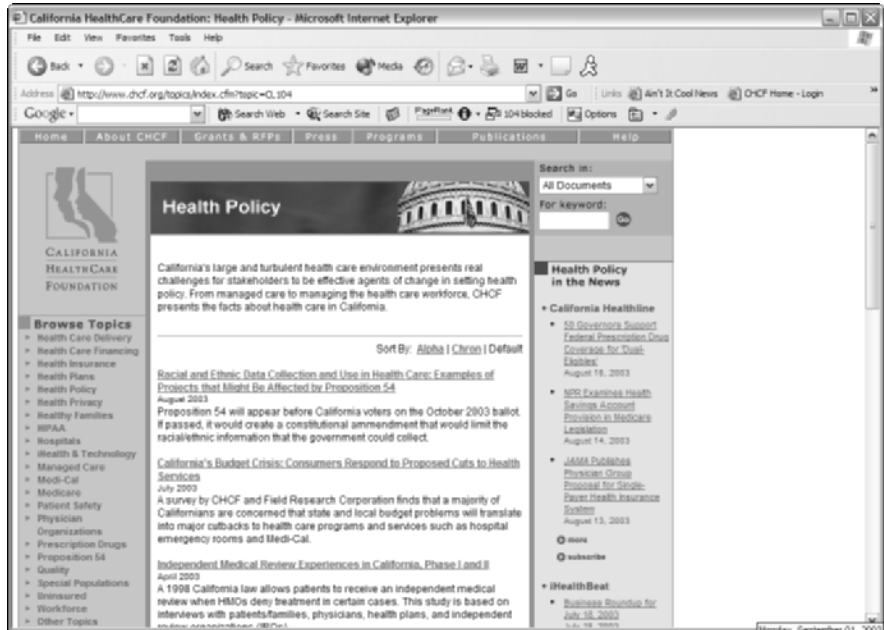 California HealthCare Foundation: Health Policy - Microsoft Internet Explorer
File Edit View Favorites Tools Help
Back Search Favorites Media
Address http://www.chcf.org/topics/index.cfm?topic=CL104 Go Links Ain't It Cool News CHCF Home - Login »
Google Search Web Search Site PageRank 104 blocked Options
Home About CHCF Grants & RFPs Press Programs Publications Help
Search in:
All Documents
For keyword:
Go
Health Policy
CALIFORNIA
HEALTHCARE
FOUNDATION
California's large and turbulent health care environment presents real
challenges for stakeholders to be effective agents of change in setting health
policy. From managed care to managing the health care workforce, CHCF
presents the facts about health care in California.
Sort By: Alpha | Chron | Default
Browse Topics
Health Care Delivery
Health Care Financing
Health Insurance
Health Plans
Health Policy
Health Privacy
Healthy Families
HIPAA
Hospitals
iHealth & Technology
Managed Care
Medi-Cal
Medicare
Patient Safety
Physician
Organizations
Prescription Drugs
Proposition 54
Quality
Special Populations
Uninsured
Workforce
Other Topics
Racial and Ethnic Data Collection and Use in Health Care: Examples of
Projects that Might Be Affected by Proposition 54
August 2003
Proposition 54 will appear before California voters on the October 2003 ballot.
If passed, it would create a constitutional ammendment that would limit the
racial/ethnic information that the government could collect.
California's Budget Crisis: Consumers Respond to Proposed Cuts to Health
Services
July 2003
A survey by CHCF and Field Research Corporation finds that a majority of
Californians are concerned that state and local budget problems will translate
into major cutbacks to health care programs and services such as hospital
emergency rooms and Medi-Cal.
Independent Medical Review Experiences in California, Phase I and II
April 2003
A 1998 California law allows patients to receive an independent medical
review when HMOs deny treatment in certain cases. This study is based on
interviews with patients/families, physicians, health plans, and independent
review organizations (IROs)
Health Policy
in the News
California Healthline
50 Governors Support
Federal Prescription Drug
Coverage for 'Dual-
Eligibles'
August 18, 2003
NPR Examines Health
Savings Account
Provision in Medicare
Legislation
August 14, 2003
JAMA Publishes
Physician Group
Proposal for Single-
Payer Health Insurance
System
August 13, 2003
more
subscribe
iHealthBeat
Business Roundup for
July 18, 2003
July 18, 2003
Monday, September 01, 2003